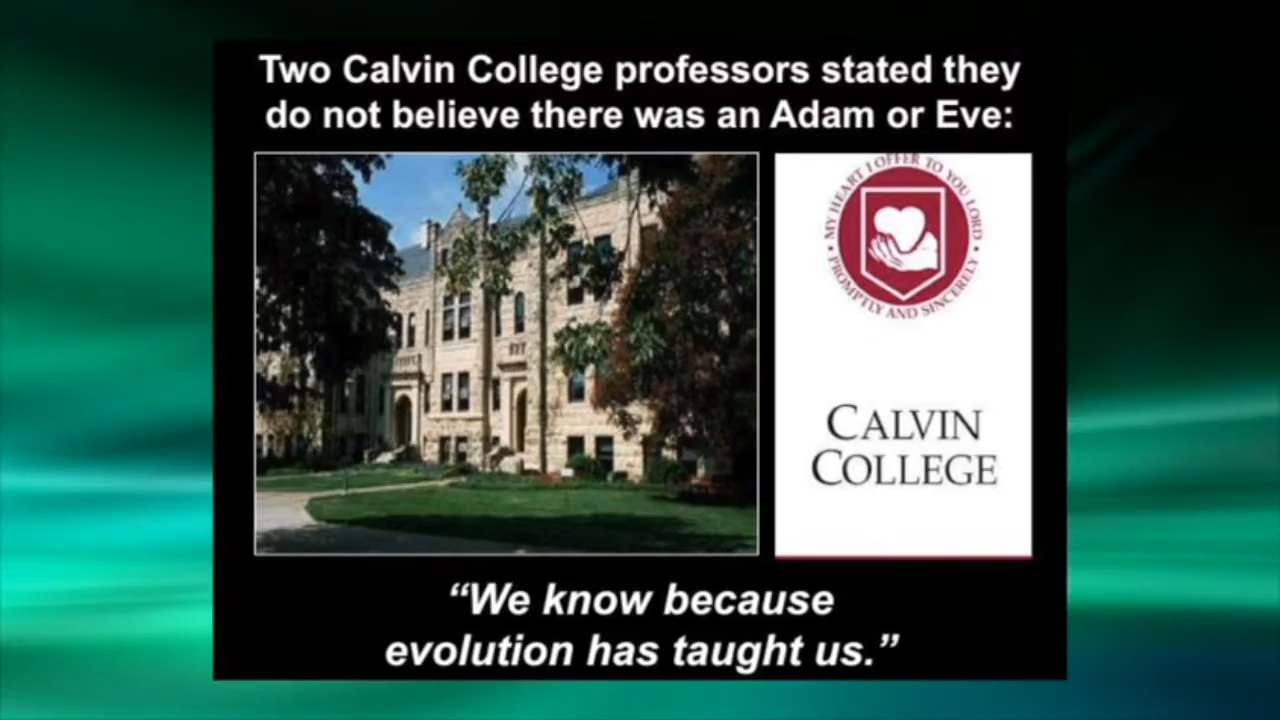 Two Calvin College professors stated they
do not believe there was an Adam or Eve:
MY HEART I OFFER TO YOU LORD
• PROMPTLY AND SINCERELY •
CALVIN
COLLEGE
“We know because
evolution has taught us.”